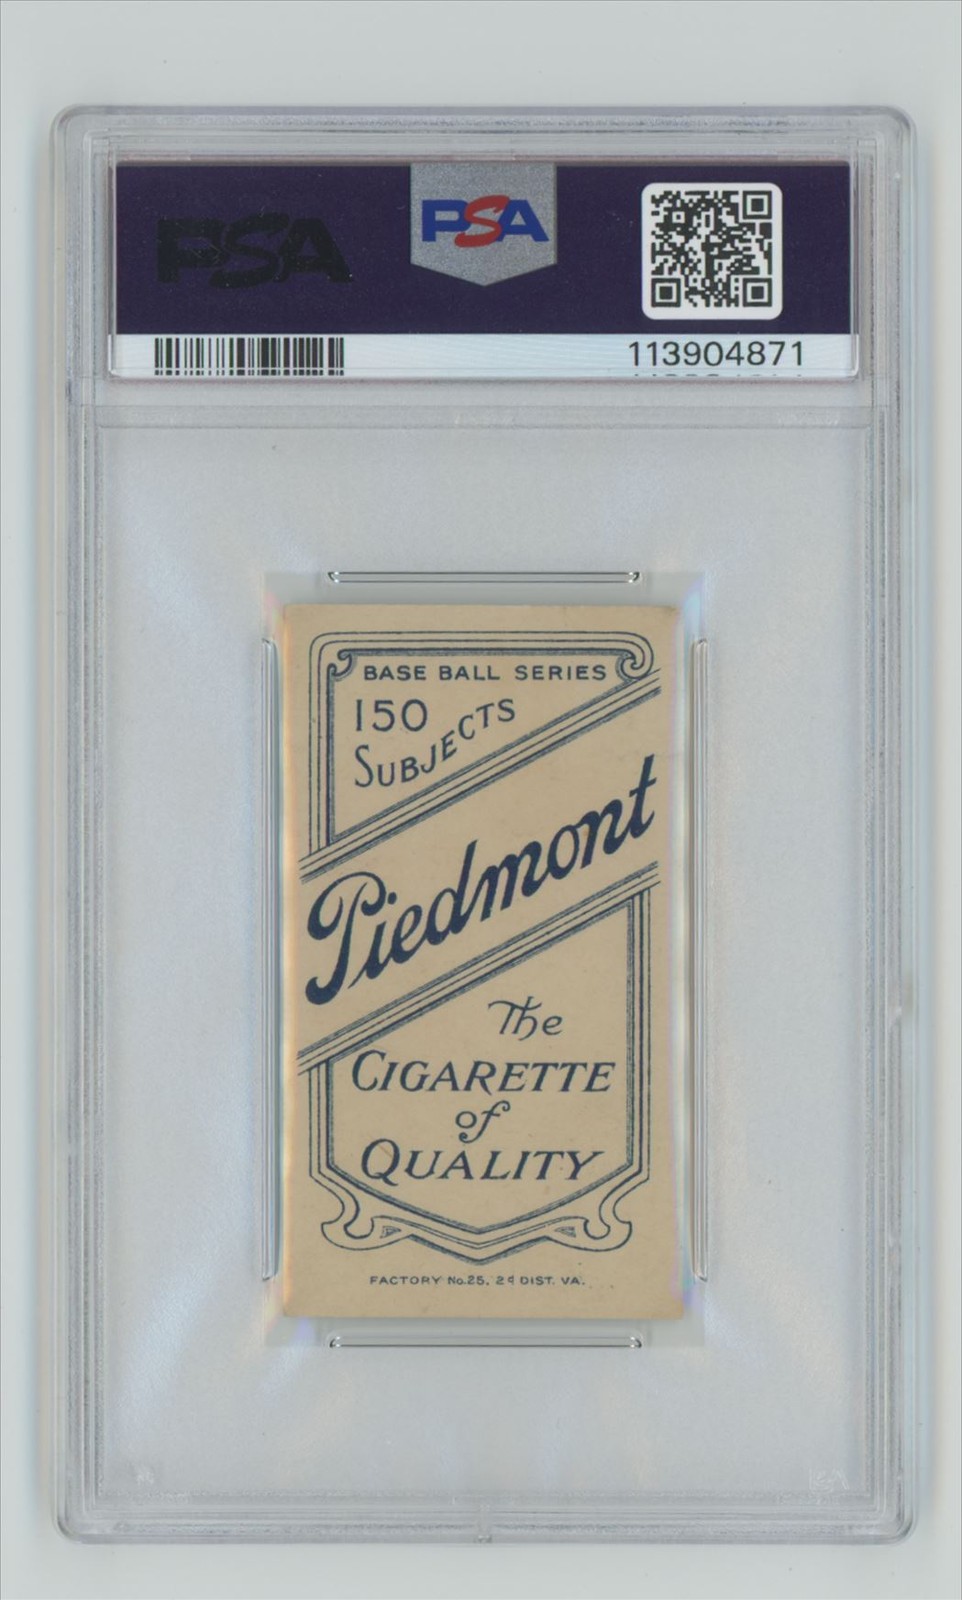 PSA
PSA
113904871
BASE BALL SERIES
150
SUBJECTS
Piedmont
The
CIGARETTE
of
QUALITY
FACTORY No. 25, 2d DIST. VA.